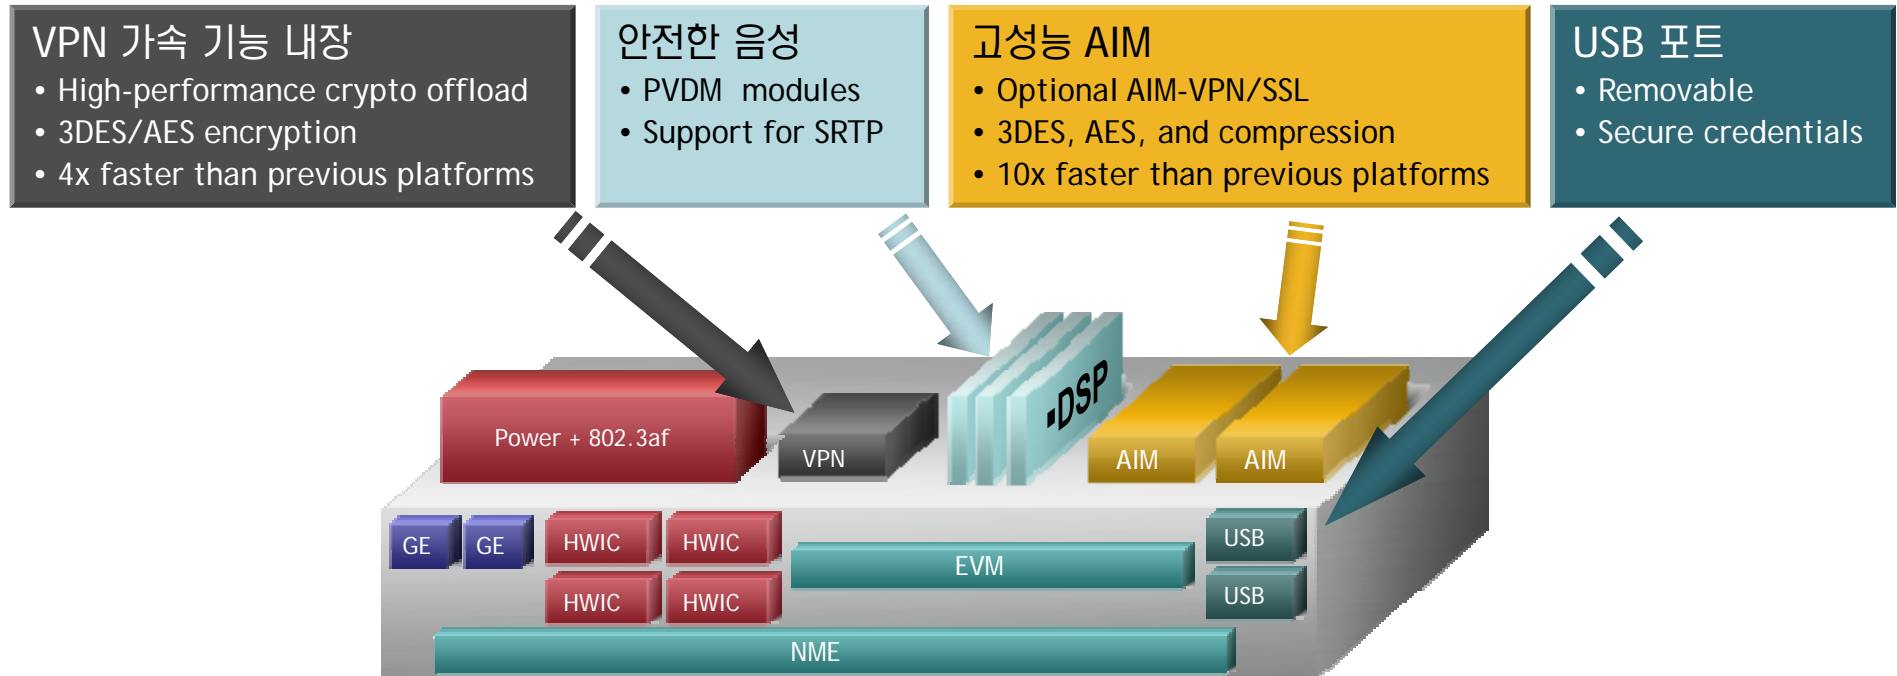 VPN 가속 기능 내장
• High-performance crypto offload
• 3DES/AES encryption
• 4x faster than previous platforms
안전한 음성
• PVDM modules
• Support for SRTP
고성능 AIM
• Optional AIM-VPN/SSL
• 3DES, AES, and compression
• 10x faster than previous platforms
USB 포트
• Removable
• Secure credentials
Power + 802.3af
VPN
▪DSP
AIM
AIM
GE
GE
HWIC
HWIC
HWIC
HWIC
EVM
USB
USB
NME